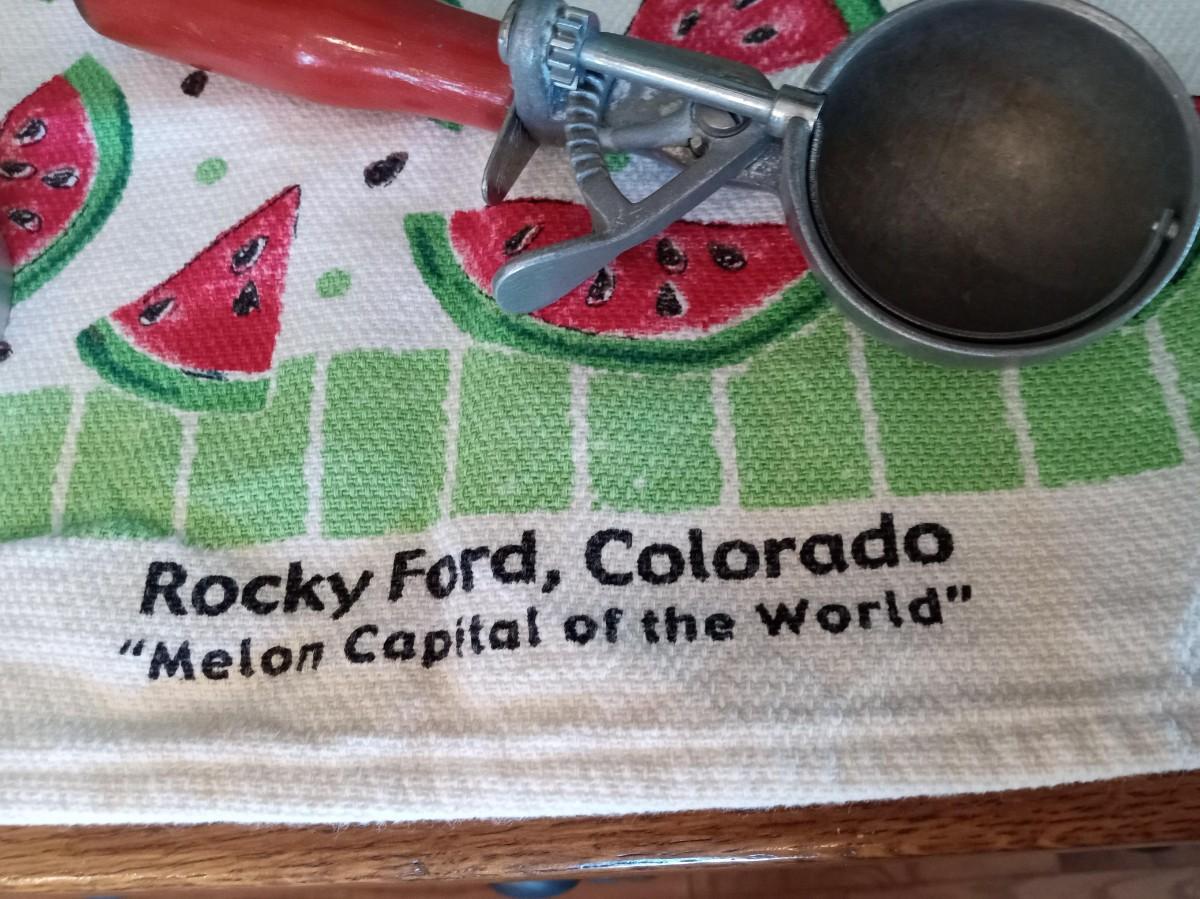 Rocky Ford, Colorado
"Melon Capital of the World"